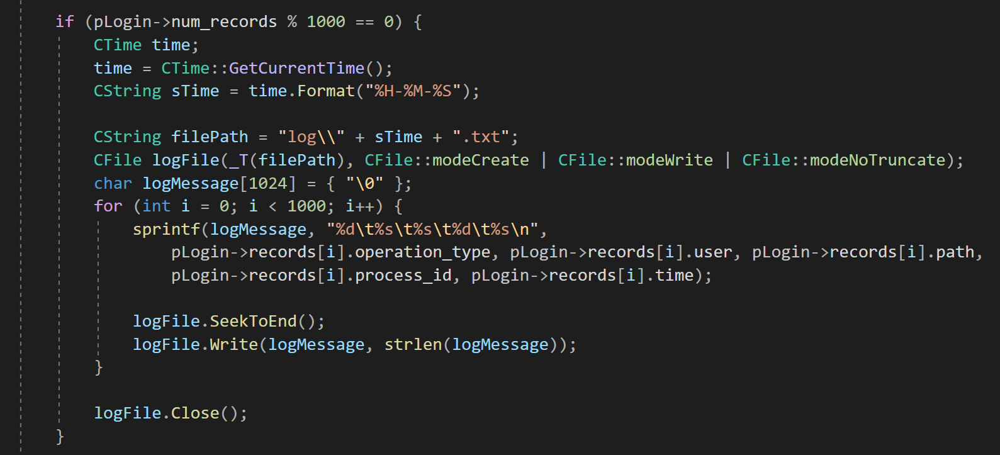 if (pLogin->num_records % 1000 == 0) {
CTime time;
time = CTime::GetCurrentTime();
CString sTime = time.Format("%H-%M-%S");
CString filePath = "log\\" + sTime + ".txt";
CFile logFile(_T(filePath), CFile::modeCreate | CFile::modeWrite | CFile::modeNoTruncate);
char logMessage[1024] = { "\0" };
for (int i = 0; i < 1000; i++) {
sprintf(logMessage, "%d\t%s\t%s\t%d\t%s\n",
pLogin->records[i].operation_type, pLogin->records[i].user, pLogin->records[i].path,
pLogin->records[i].process_id, pLogin->records[i].time);
logFile.SeekToEnd();
logFile.Write(logMessage, strlen(logMessage));
}
logFile.Close();
}